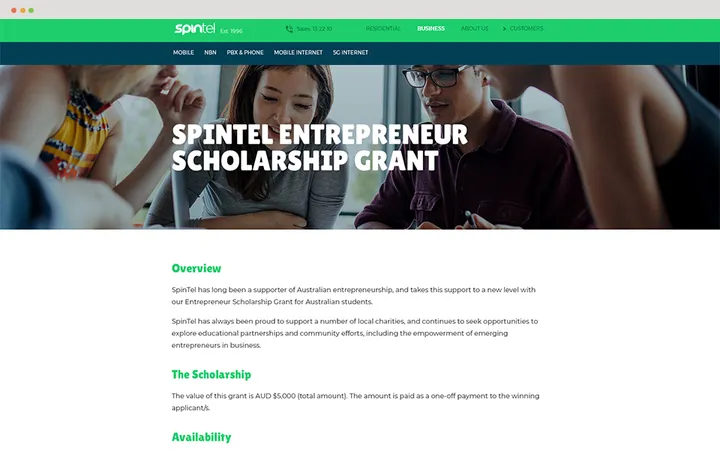 spintel Est. 1996
Sales: 13 22 10
RESIDENTIAL BUSINESS ABOUT US CUSTOMERS
MOBILE NBN PBX & PHONE MOBILE INTERNET 5G INTERNET
SPINTEL ENTREPRENEUR
SCHOLARSHIP GRANT
Overview
SpinTel has long been a supporter of Australian entrepreneurship, and takes this support to a new level with
our Entrepreneur Scholarship Grant for Australian students.
SpinTel has always been proud to support a number of local charities, and continues to seek opportunities to
explore educational partnerships and community efforts, including the empowerment of emerging
entrepreneurs in business.
The Scholarship
The value of this grant is AUD $5,000 (total amount). The amount is paid as a one-off payment to the winning
applicant/s.
Availability